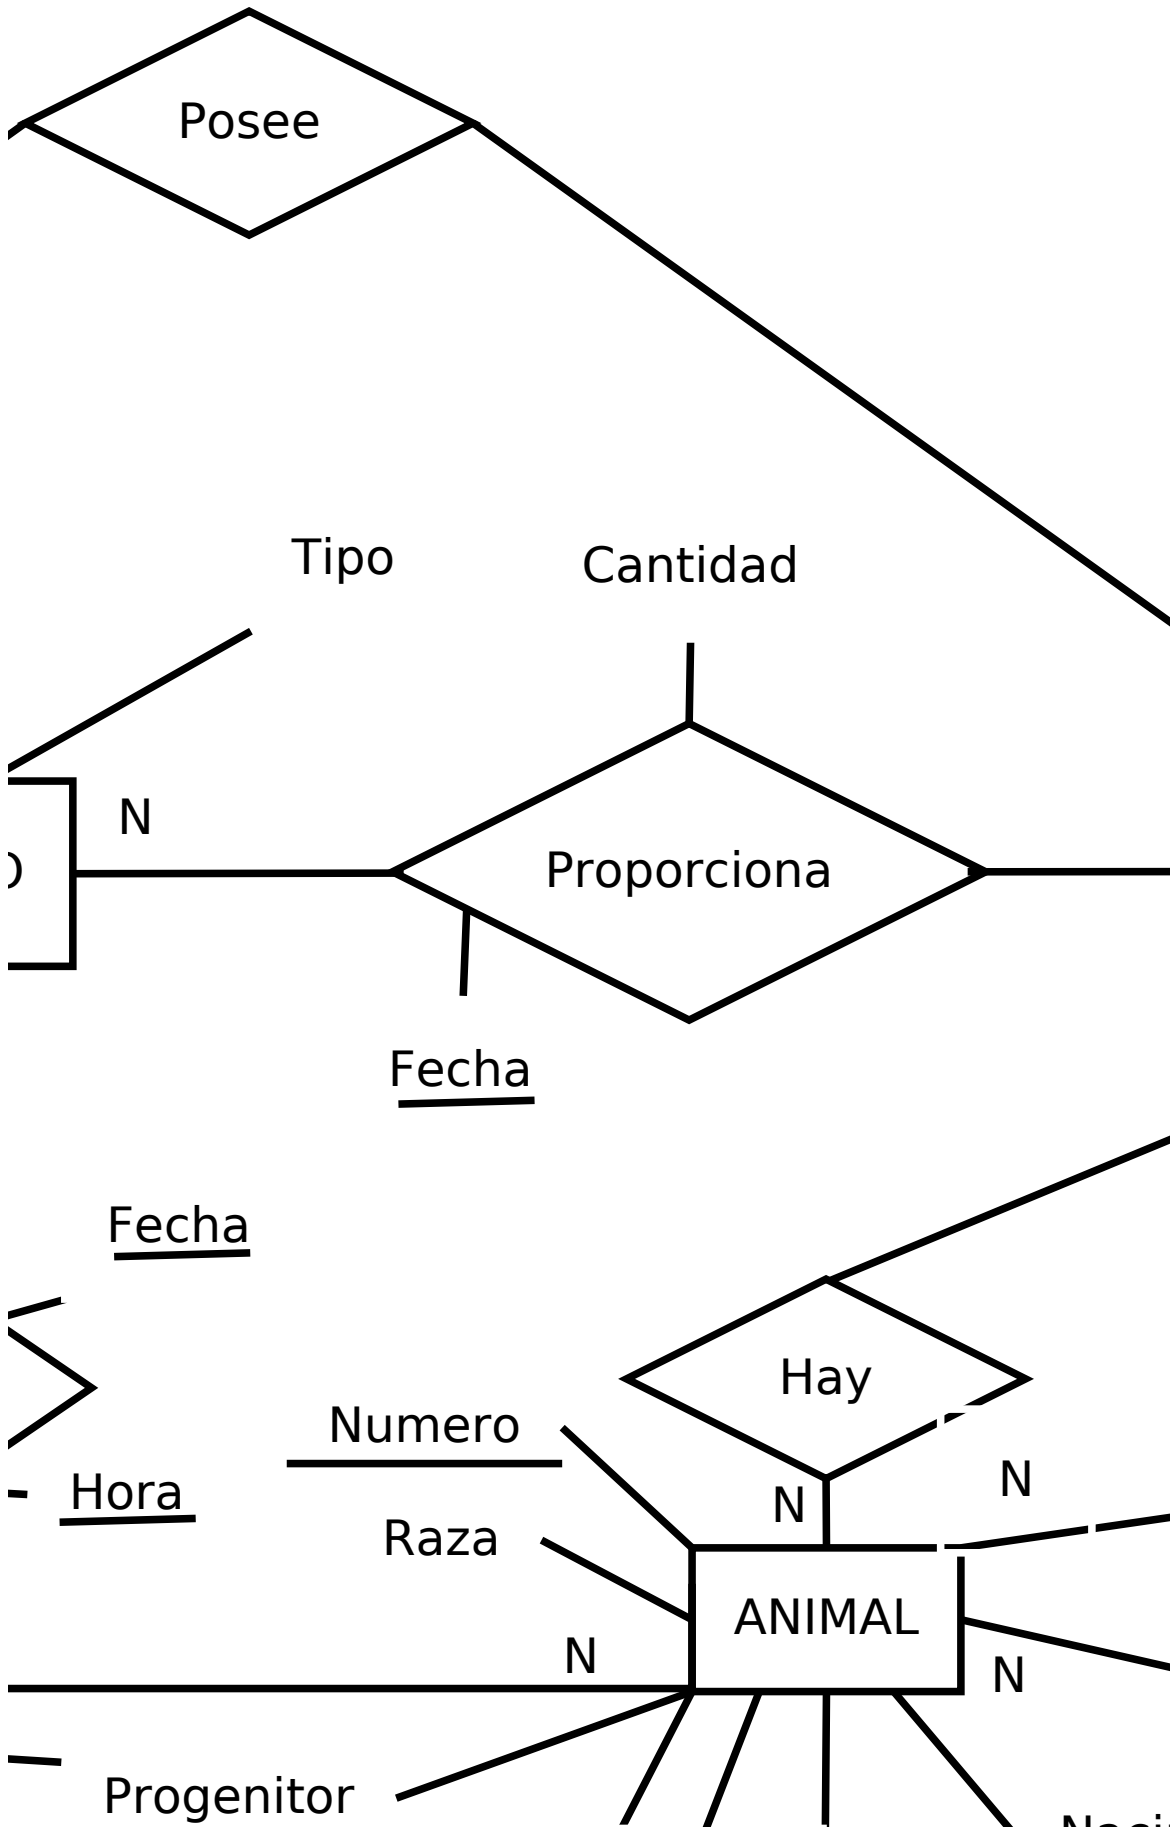 Posee
Tipo
Cantidad
N
Proporciona
Fecha
Fecha
Hay
Numero
N
Hora
N
Raza
ANIMAL
N
N
Progenitor